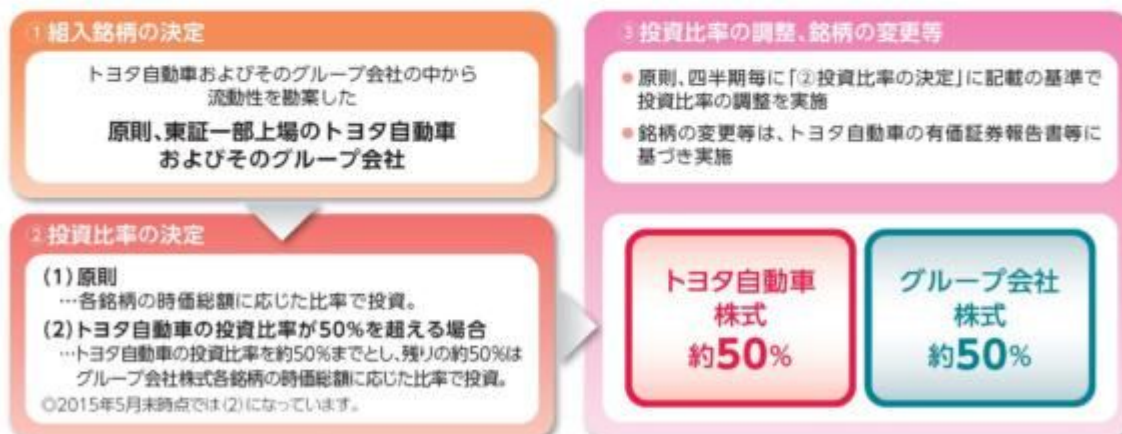 ①組入銘柄の決定
トヨタ自動車およびそのグループ会社の中から
流動性を勘案した
原則、東証一部上場のトヨタ自動車
およびそのグループ会社
②投資比率の決定
(1)原則
…各銘柄の時価総額に応じた比率で投資。
(2)トヨタ自動車の投資比率が50%を超える場合
…トヨタ自動車の投資比率を約50%までとし、残りの約50%は
グループ会社株式各銘柄の時価総額に応じた比率で投資。
◎2015年5月末時点では(2)になっています。
③投資比率の調整、銘柄の変更等
●原則、四半期毎に「②投資比率の決定」に記載の基準で
投資比率の調整を実施
●銘柄の変更等は、トヨタ自動車の有価証券報告書等に
基づき実施
トヨタ自動車
株式
約50%
グループ会社
株式
約50%